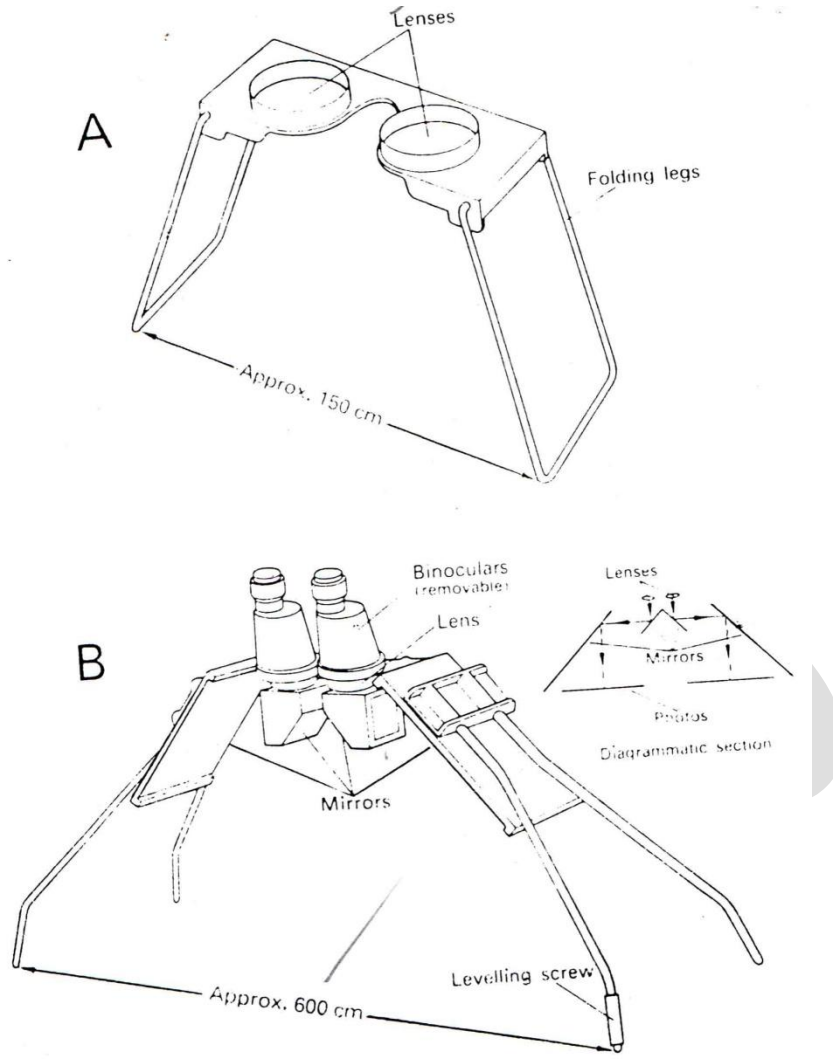 Lenses
A
Folding legs
Approx. 150 cm
Binoculars
(removable)
Lens
B
Mirrors
Lenses
Mirrors
Photos
Diagrammatic section
Levelling screw
Approx. 600 cm